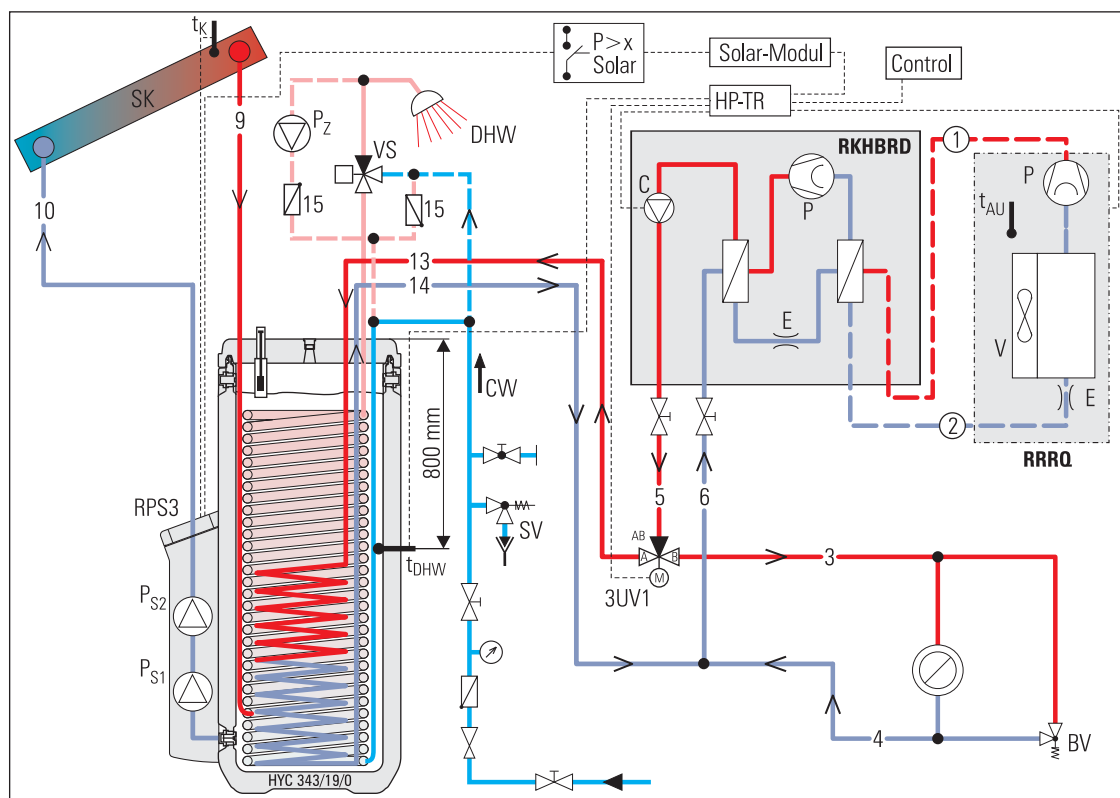 tK
SK
9
10
PZ
VS
DHW
15
15
P>x
Solar
Solar-Modul
HP-TR
Control
RKHBRD
C
P
E
1
2
P
tAU
V
E
RRRQ
13
14
CW
800 mm
SV
tDHW
RPS3
PS2
PS1
HYC 343/19/0
5
6
AB
A
B
M
3UV1
3
4
BV